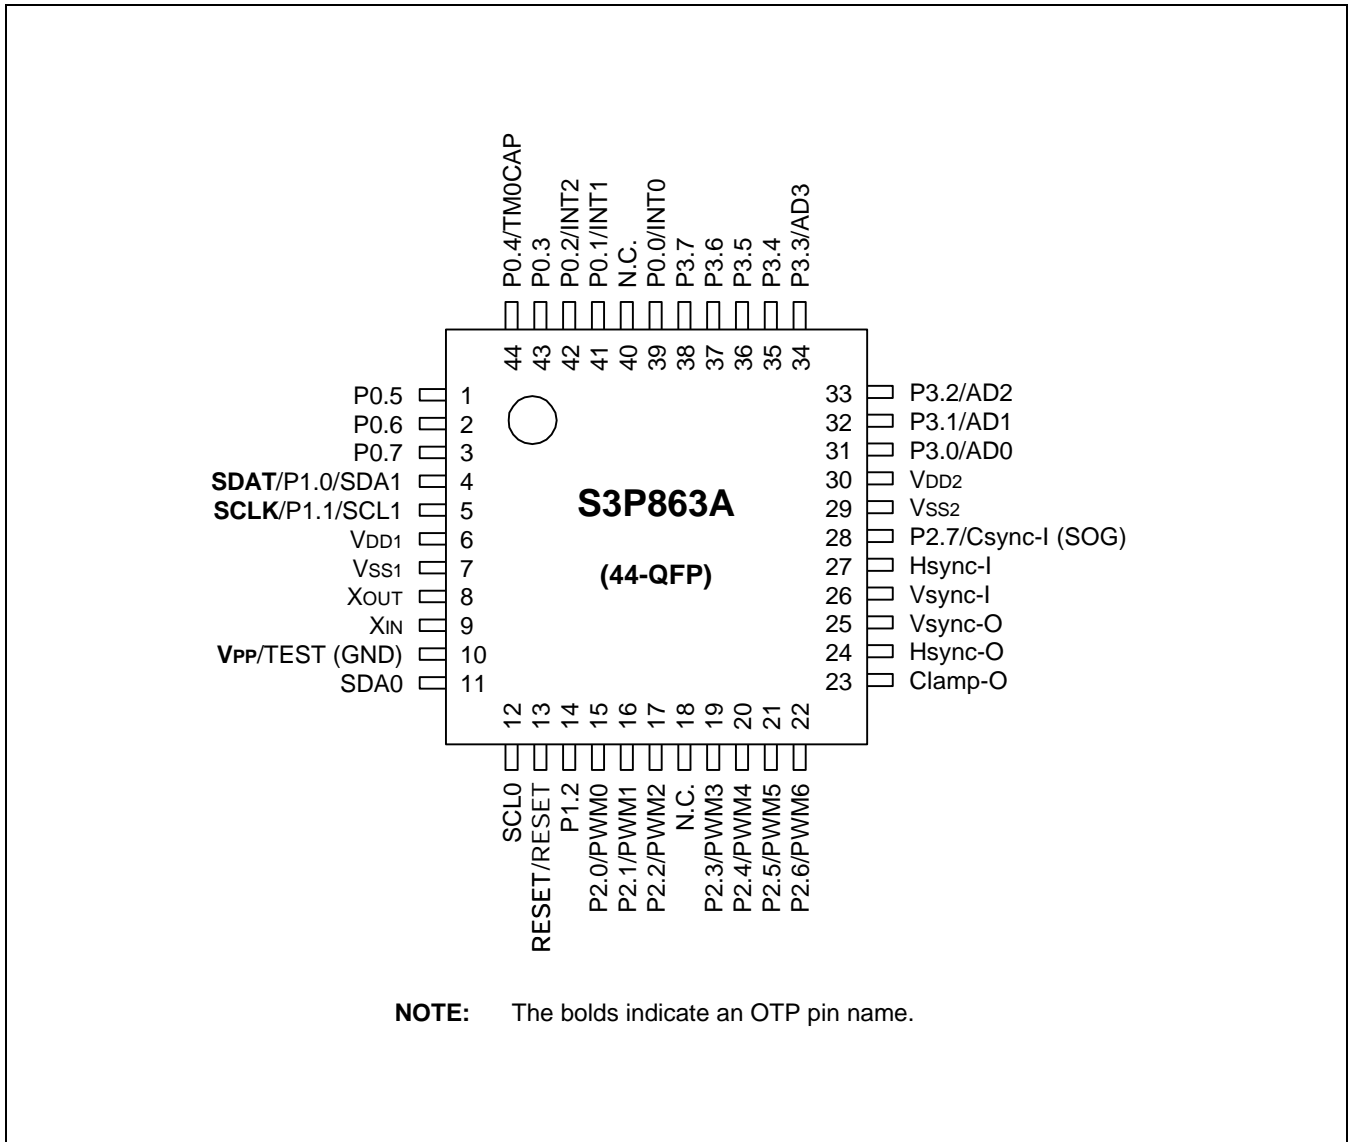 P0.4/TM0CAP
P0.3
P0.2/INT2
P0.1/INT1
N.C.
P0.0/INT0
P3.7
P3.6
P3.5
P3.4
P3.3/AD3
44
43
42
41
40
39
38
37
36
35
34
P0.5 1
P0.6 2
P0.7 3
SDAT/P1.0/SDA1 4
SCLK/P1.1/SCL1 5
VDD1 6
VSS1 7
XOUT 8
XIN 9
VPP/TEST (GND) 10
SDA0 11
S3P863A
(44-QFP)
33 P3.2/AD2
32 P3.1/AD1
31 P3.0/AD0
30 VDD2
29 VSS2
28 P2.7/Csync-I (SOG)
27 Hsync-I
26 Vsync-I
25 Vsync-O
24 Hsync-O
23 Clamp-O
12
13
14
15
16
17
18
19
20
21
22
SCL0
RESET/RESET
P1.2
P2.0/PWM0
P2.1/PWM1
P2.2/PWM2
N.C.
P2.3/PWM3
P2.4/PWM4
P2.5/PWM5
P2.6/PWM6
NOTE: The bolds indicate an OTP pin name.